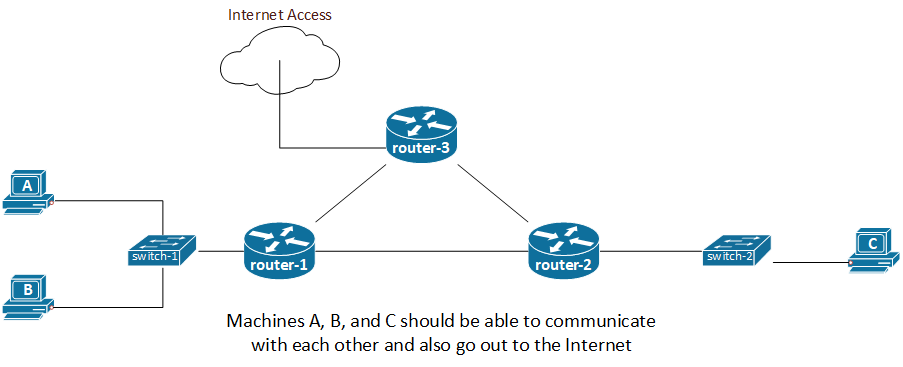 Internet Access
router-3
A
switch-1
router-1
router-2
switch-2
C
B
Machines A, B, and C should be able to communicate
with each other and also go out to the Internet